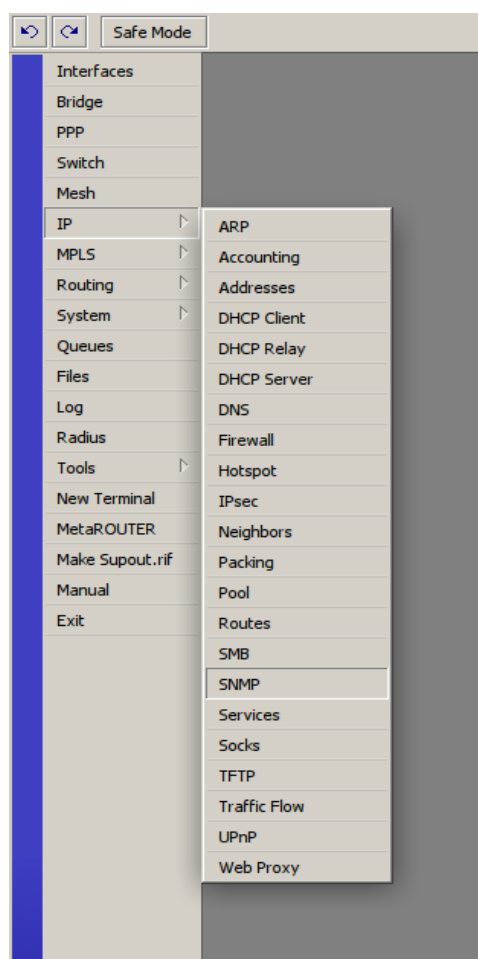 Safe Mode
Interfaces
Bridge
PPP
Switch
Mesh
IP
MPLS
Routing
System
Queues
Files
Log
Radius
Tools
New Terminal
MetaROUTER
Make Supout.rif
Manual
Exit
ARP
Accounting
Addresses
DHCP Client
DHCP Relay
DHCP Server
DNS
Firewall
Hotspot
IPsec
Neighbors
Packing
Pool
Routes
SMB
SNMP
Services
Socks
TFTP
Traffic Flow
UPnP
Web Proxy